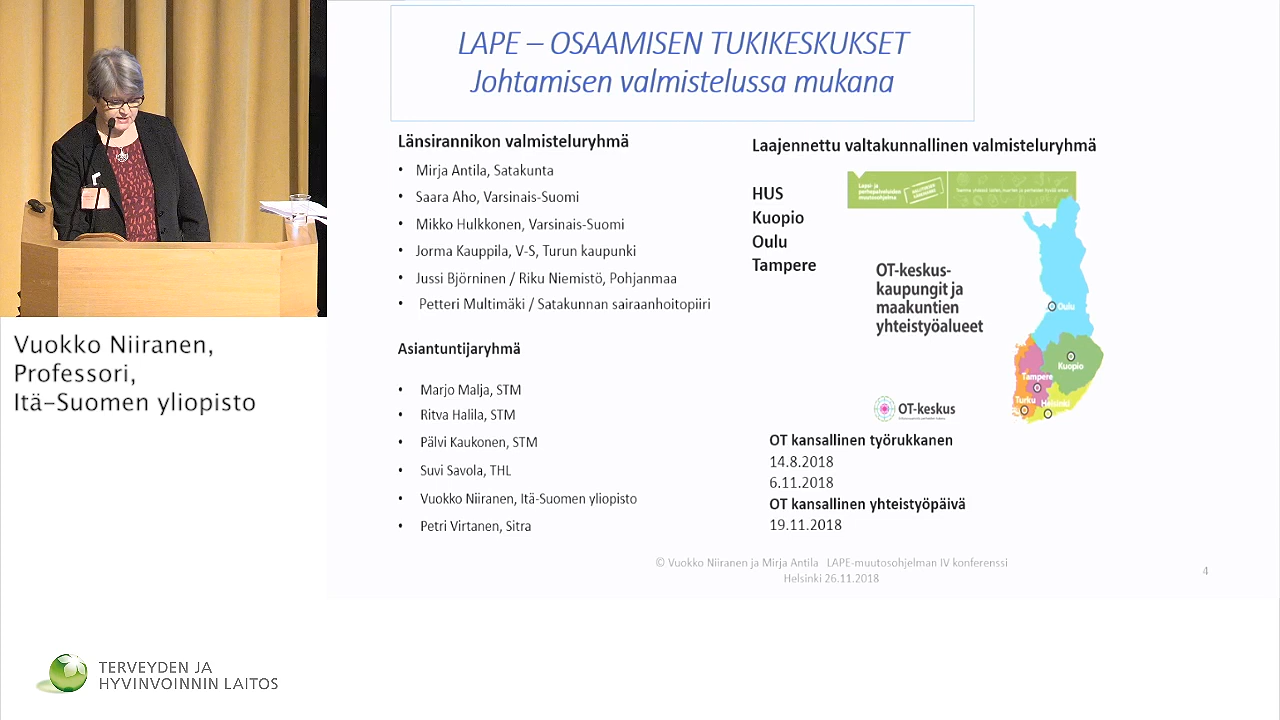 LAPE – OSAAMISEN TUKIKESKUKSET
Johtamisen valmistelussa mukana
Länsirannikon valmisteluryhmä
• Mirja Antila, Satakunta
• Saara Aho, Varsinais-Suomi
• Mikko Hulkkonen, Varsinais-Suomi
• Jorma Kauppila, V-S, Turun kaupunki
• Jussi Björninen / Riku Niemistö, Pohjanmaa
• Petteri Multimäki / Satakunnan sairaanhoitopiiri
Asiantuntijaryhmä
• Marjo Malja, STM
• Ritva Halila, STM
• Pälvi Kaukonen, STM
• Suvi Savola, THL
• Vuokko Niiranen, Itä-Suomen yliopisto
• Petri Virtanen, Sitra
Laajennettu valtakunnallinen valmisteluryhmä
HUS
Kuopio
Oulu
Tampere
Lapsi- ja
perhepalveluiden
muutosohjelma
OT-keskus-
kaupungit ja
maakuntien
yhteistyöalueet
Oulu
Kuopio
Tampere
Turku
Helsinki
OT-keskus
OT kansallinen työrukkanen
14.8.2018
6.11.2018
OT kansallinen yhteistyöpäivä
19.11.2018
© Vuokko Niiranen ja Mirja Antila LAPE-muutosohjelman IV konferenssi
Helsinki 26.11.2018
4
Vuokko Niiranen,
Professori,
Itä-Suomen yliopisto
TERVEYDEN JA
HYVINVOINNIN LAITOS